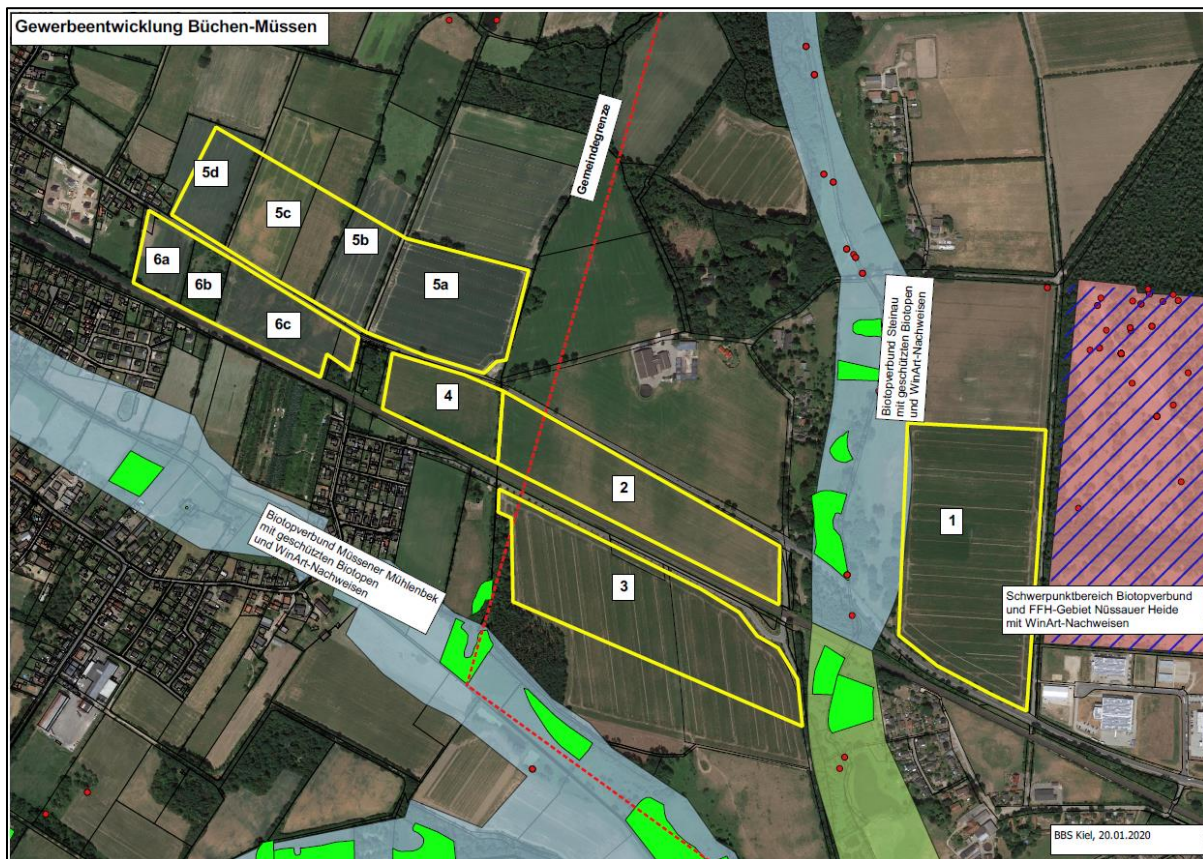 Gewerbeentwicklung Büchen-Müssen
Gemeindegrenze
5d
5c
5b
5a
6a
6b
6c
4
2
3
1
Biotopverbund Steinau
mit geschützten Biotopen
und WinArt-Nachweisen
Biotopverbund Müssener Mühlenbek
mit geschützten Biotopen
und WinArt-Nachweisen
Schwerpunktbereich Biotopverbund
und FFH-Gebiet Nüssauer Heide
mit WinArt-Nachweisen
BBS Kiel, 20.01.2020